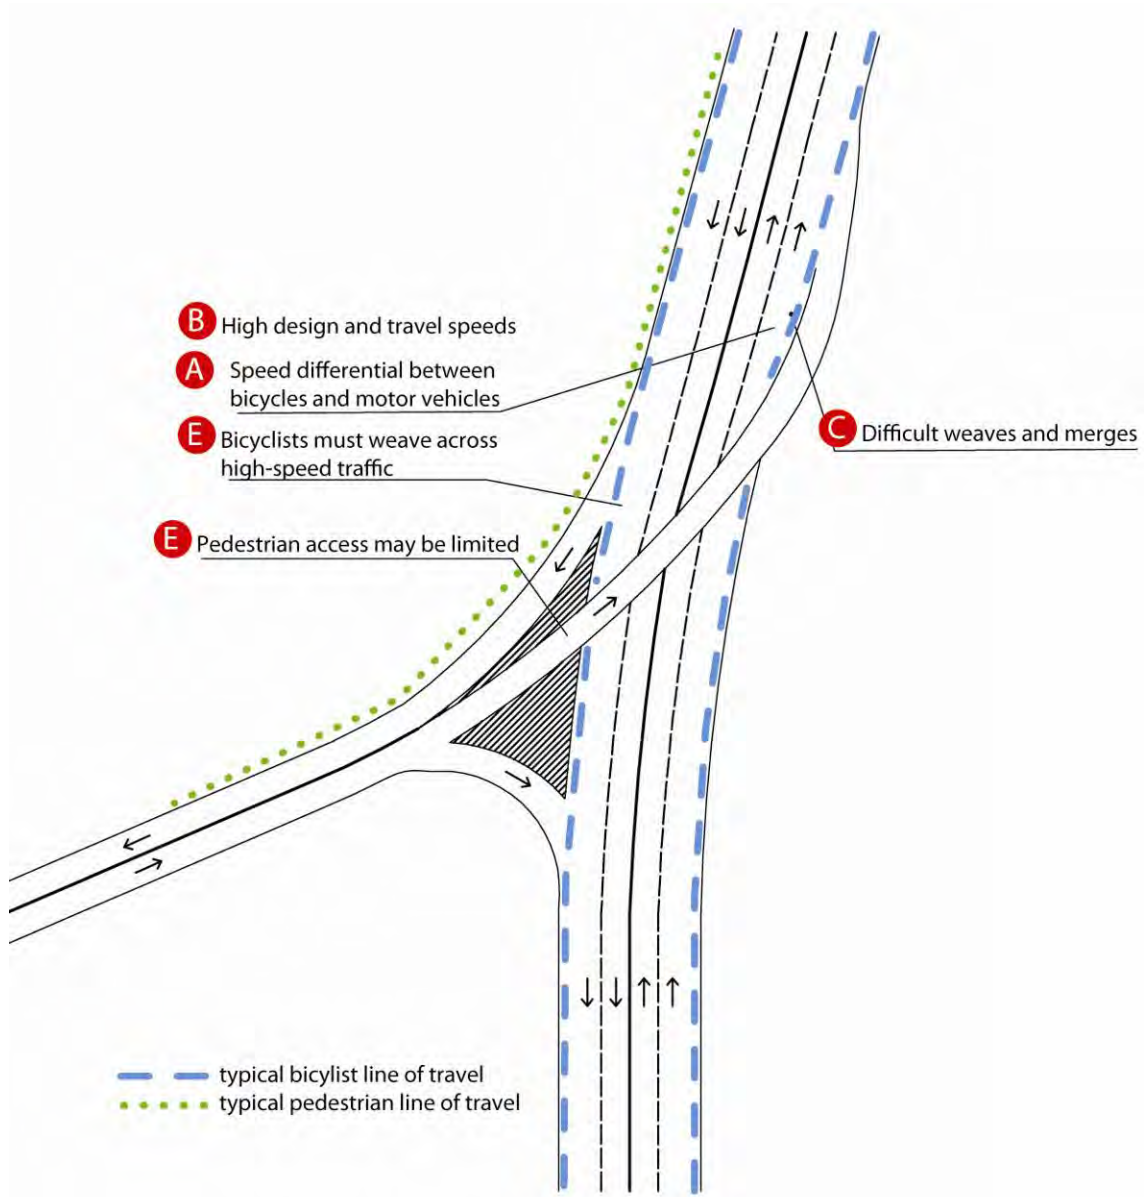 B High design and travel speeds
A Speed differential between
bicycles and motor vehicles
E Bicyclists must weave across
high-speed traffic
C Difficult weaves and merges
E Pedestrian access may be limited
typical bicylist line of travel
typical pedestrian line of travel